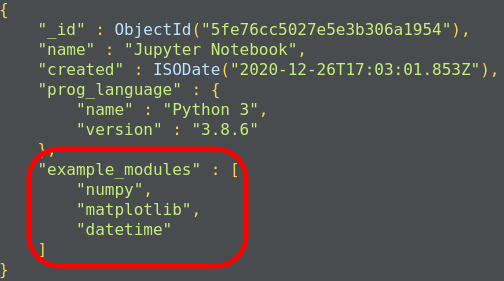 {
    "_id" : ObjectId("5fe76cc5027e5e3b306a1954"),
    "name" : "Jupyter Notebook",
    "created" : ISODate("2020-12-26T17:03:01.853Z"),
    "prog_language" : {
        "name" : "Python 3",
        "version" : "3.8.6"
    },
    "example_modules" : [
        "numpy",
        "matplotlib",
        "datetime"
    ]
}